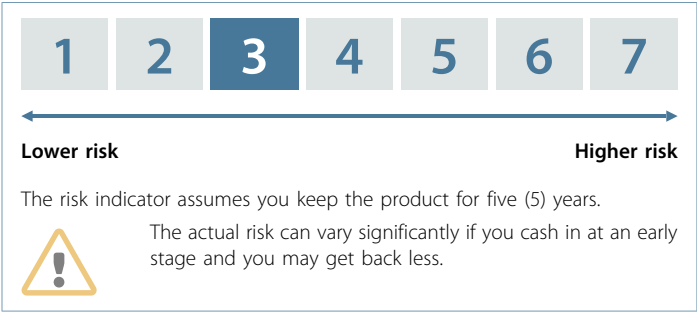 1 2 3 4 5 6 7
Lower risk Higher risk
The risk indicator assumes you keep the product for five (5) years.
The actual risk can vary significantly if you cash in at an early
stage and you may get back less.